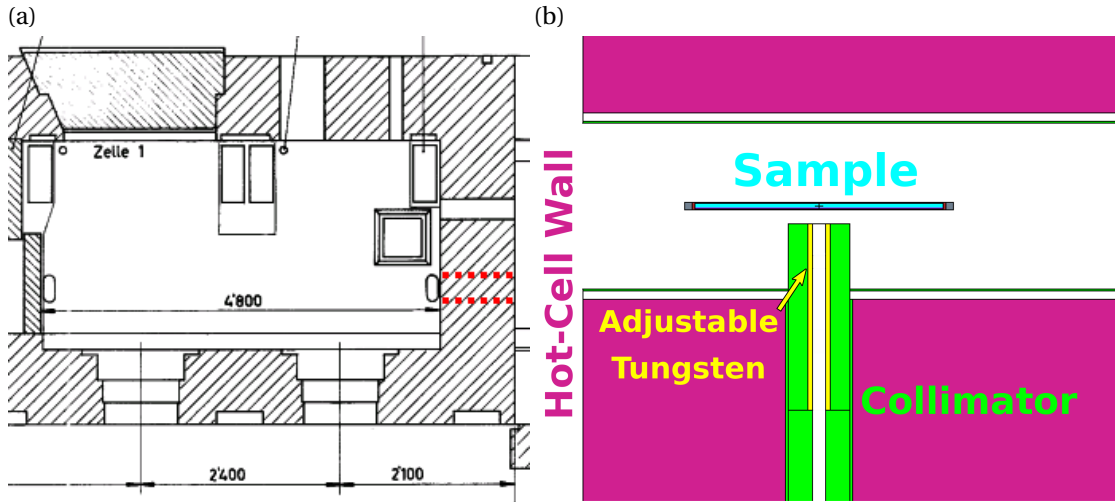 (a)
(b)
Zelle 1
4'800
2'400
2'100
Hot-Cell Wall
Sample
Adjustable
Tungsten
Collimator